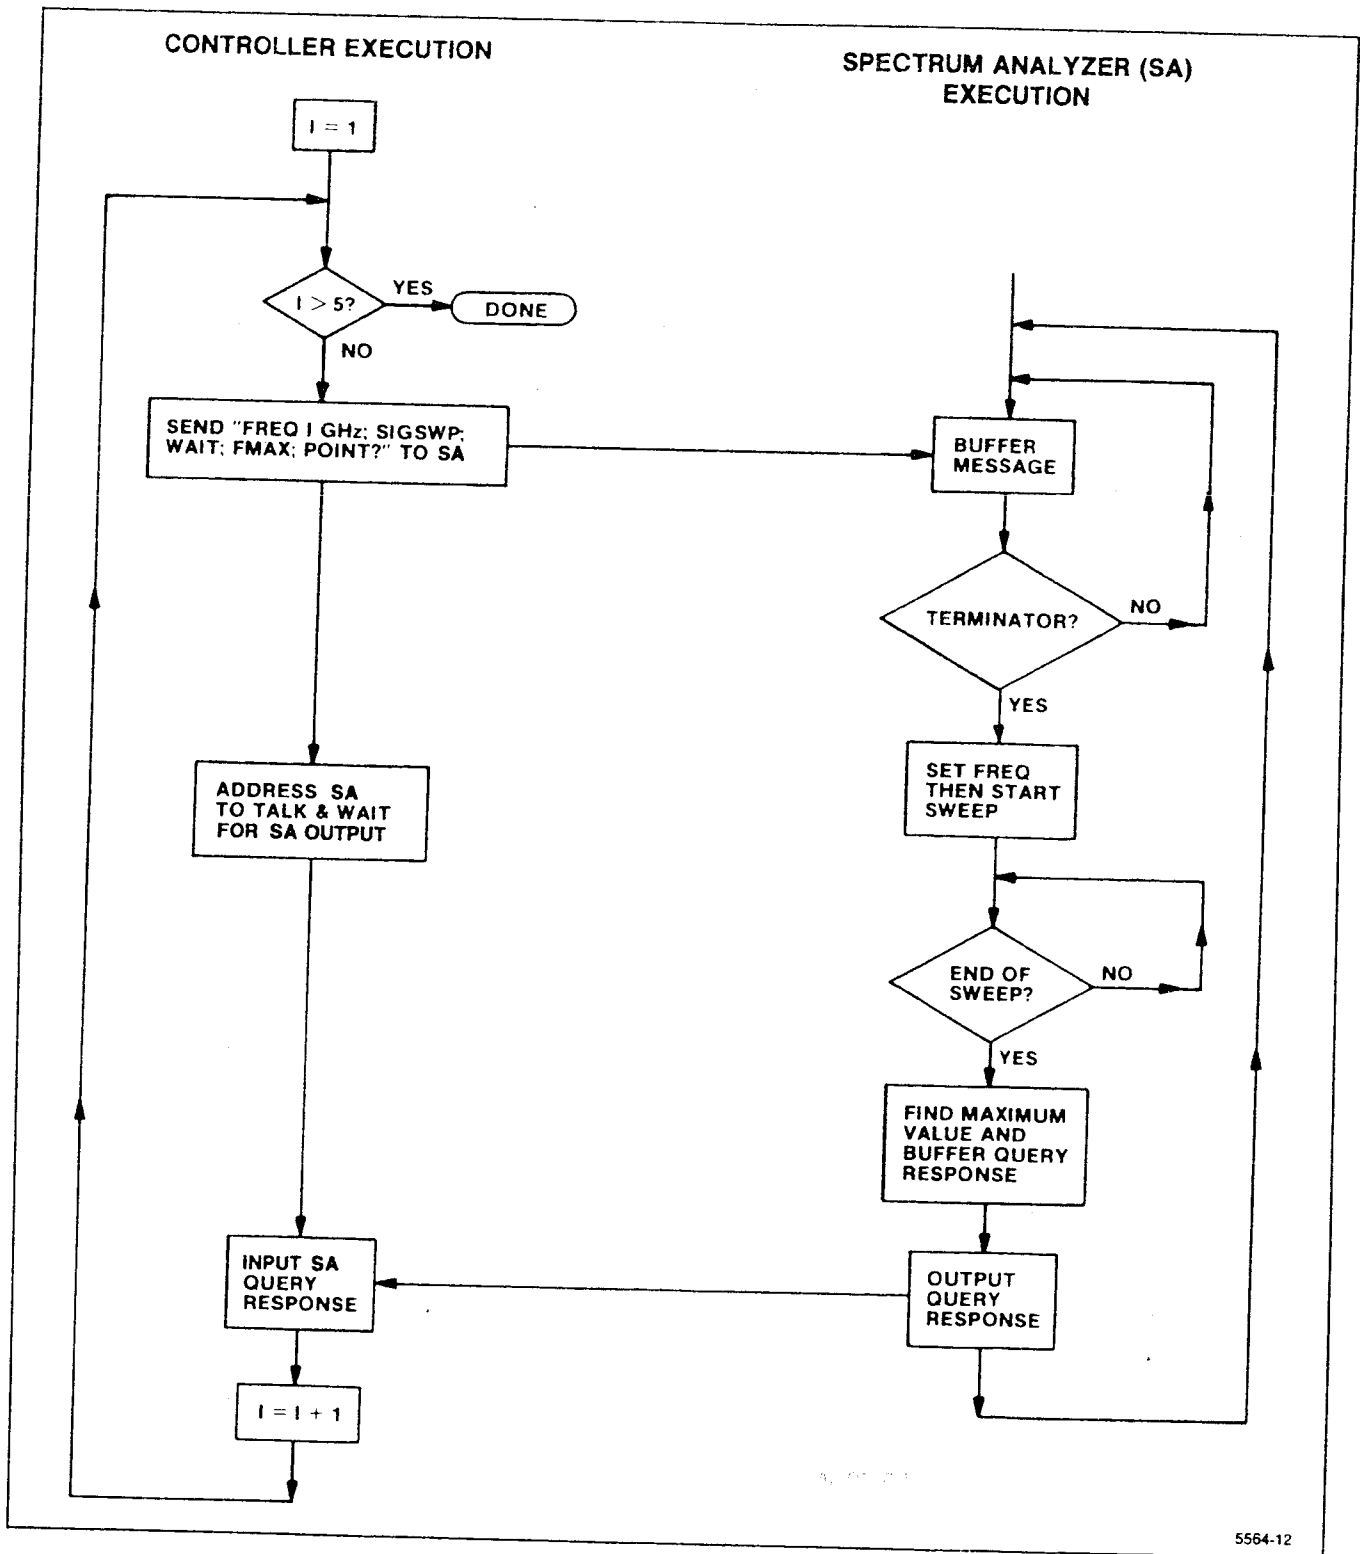 CONTROLLER EXECUTION
SPECTRUM ANALYZER (SA)
EXECUTION
I = 1
I > 5?
YES
DONE
NO
SEND "FREQ I GHz; SIGSWP;
WAIT; FMAX; POINT?" TO SA
BUFFER
MESSAGE
TERMINATOR?
NO
YES
SET FREQ
THEN START
SWEEP
ADDRESS SA
TO TALK & WAIT
FOR SA OUTPUT
END OF
SWEEP?
NO
YES
FIND MAXIMUM
VALUE AND
BUFFER QUERY
RESPONSE
INPUT SA
QUERY
RESPONSE
OUTPUT
QUERY
RESPONSE
I = I + 1
5564-12